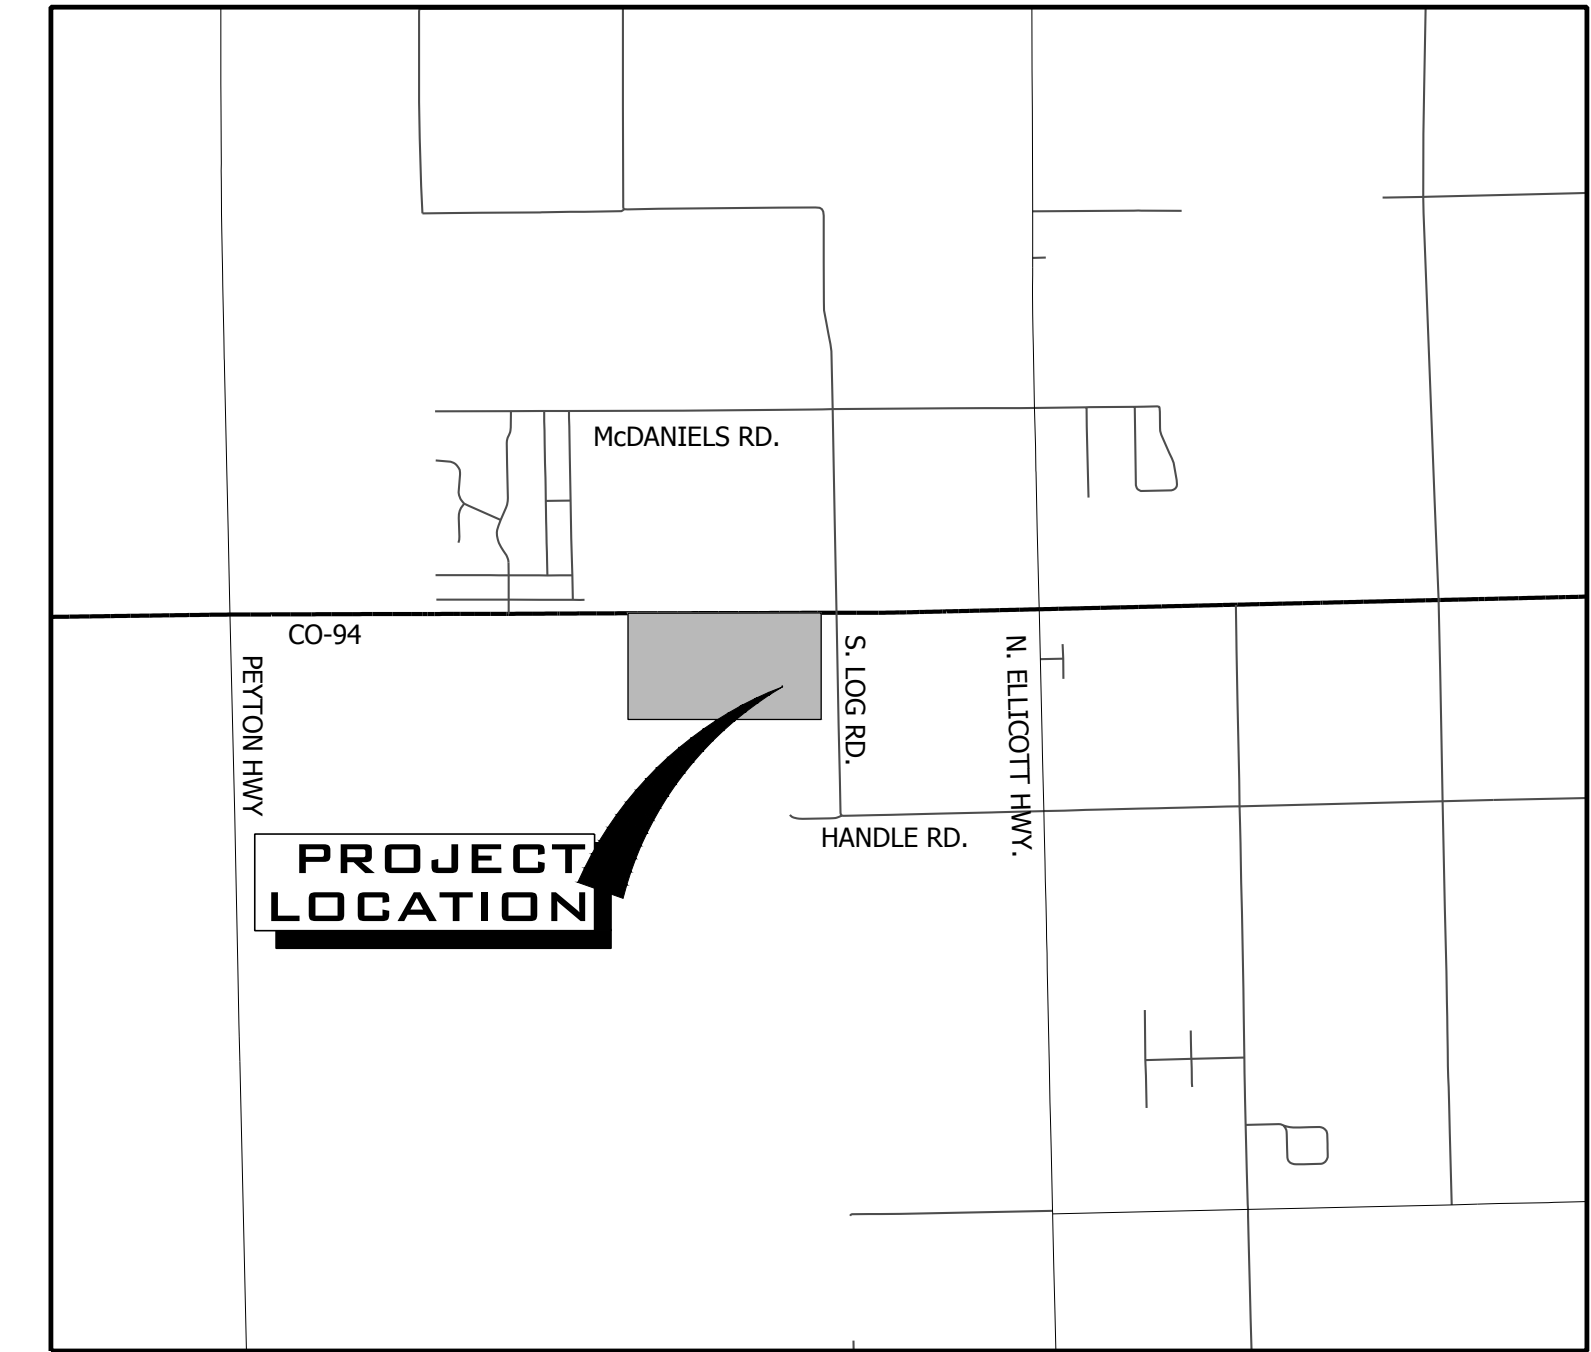 McDANIELS RD.
CO-94
PEYTON HWY
S. LOG RD.
N. ELLICOTT HWY.
HANDLE RD.
PROJECT
LOCATION